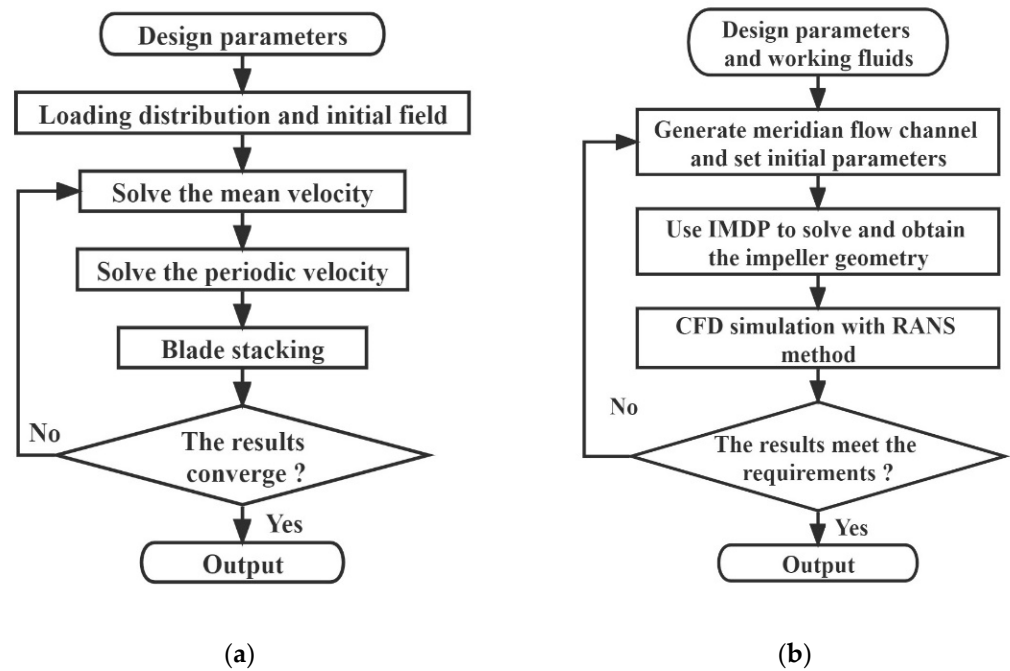 Design parameters
Loading distribution and initial field
Solve the mean velocity
Solve the periodic velocity
Blade stacking
No
The results
converge ?
Yes
Output
(a)
Design parameters
and working fluids
Generate meridian flow channel
and set initial parameters
Use IMDP to solve and obtain
the impeller geometry
CFD simulation with RANS
method
No
The results meet the
requirements ?
Yes
Output
(b)